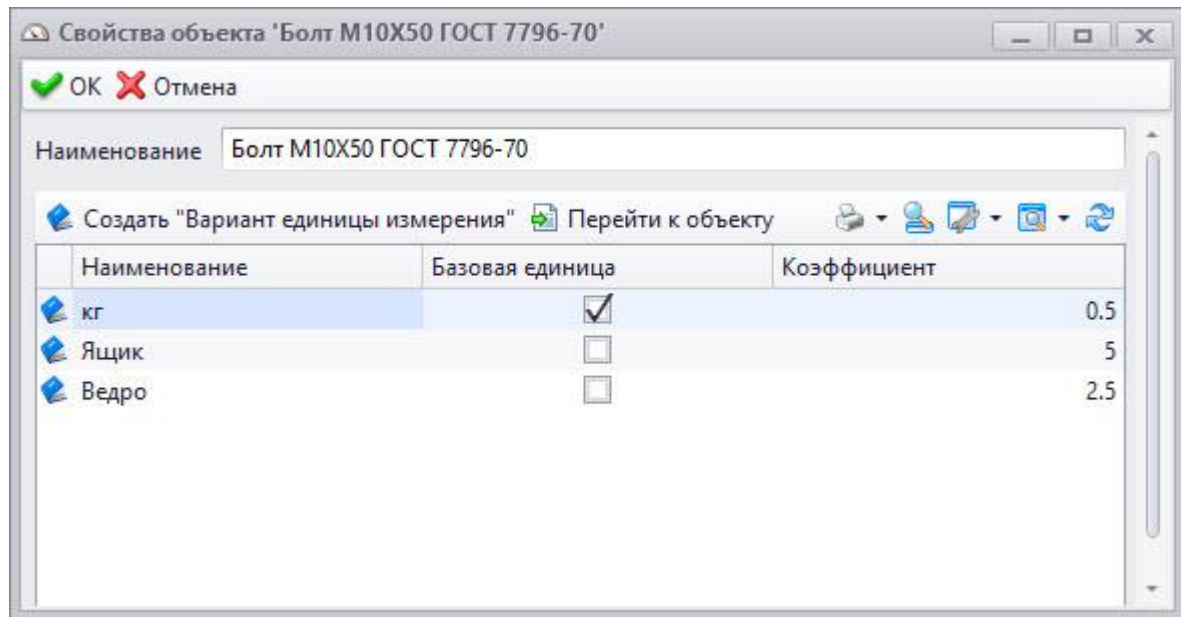 Свойства объекта 'Болт М10Х50 ГОСТ 7796-70'
ОК Отмена
Наименование Болт М10Х50 ГОСТ 7796-70
Создать "Вариант единицы измерения" Перейти к объекту
Наименование Базовая единица Коэффициент
кг 0.5
Ящик 5
Ведро 2.5